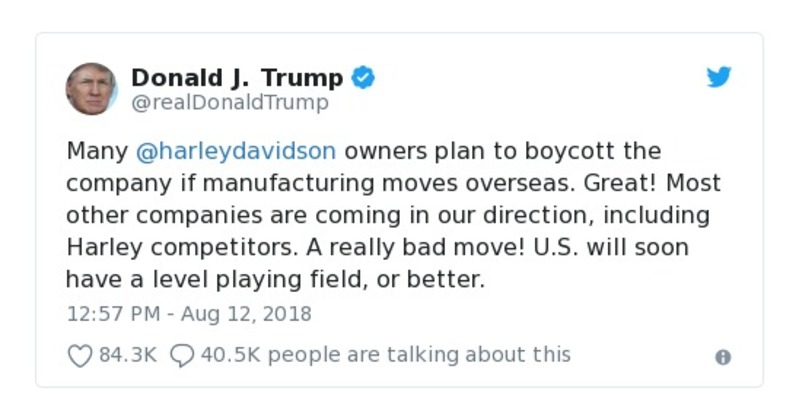 Donald J. Trump
@realDonaldTrump
Many @harleydavidson owners plan to boycott the
company if manufacturing moves overseas. Great! Most
other companies are coming in our direction, including
Harley competitors. A really bad move! U.S. will soon
have a level playing field, or better.
12:57 PM - Aug 12, 2018
84.3K 40.5K people are talking about this